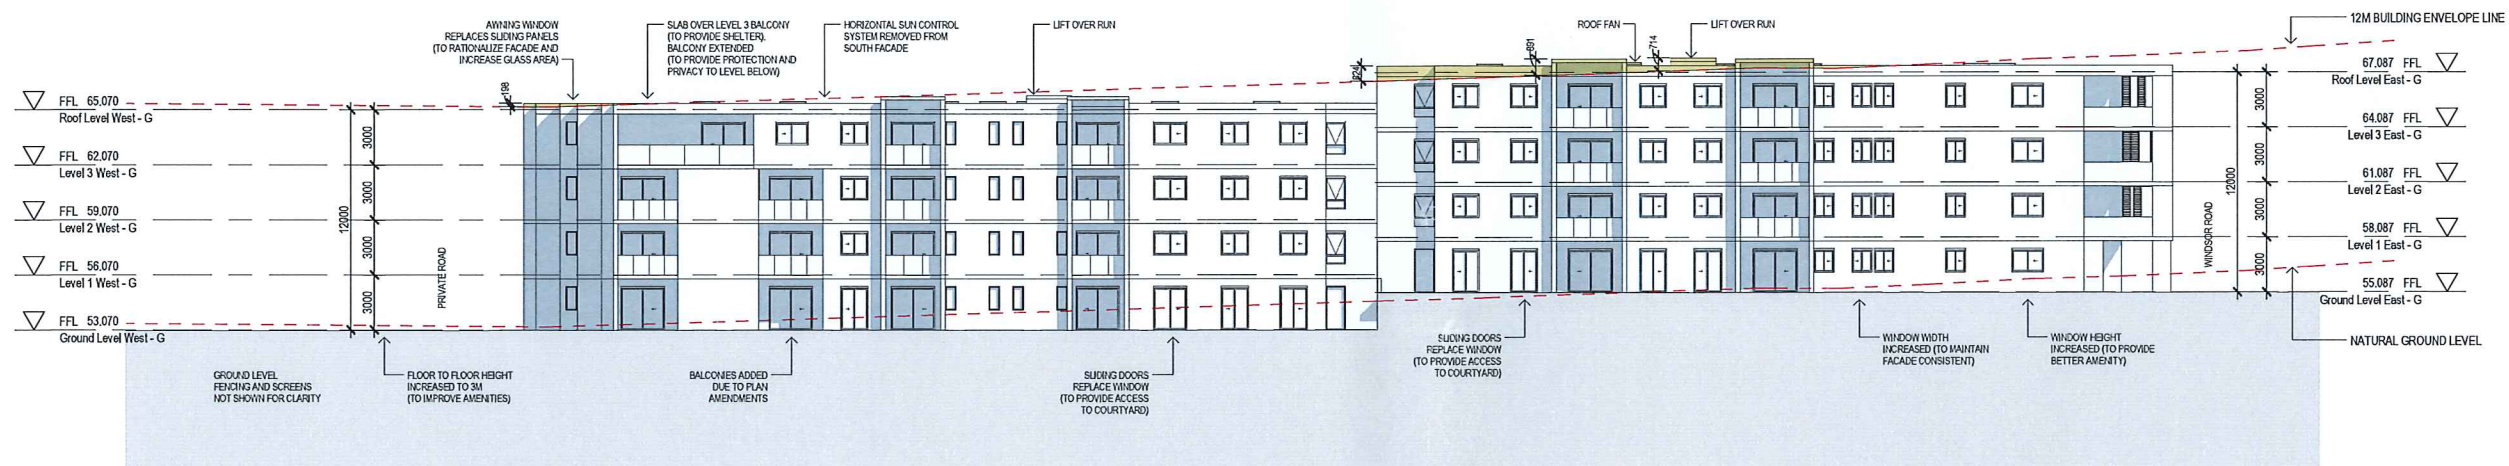 AWNING WINDOW
REPLACES SLIDING PANELS
(TO RATIONALIZE FACADE AND
INCREASE GLASS AREA)
SLAB OVER LEVEL 3 BALCONY
(TO PROVIDE SHELTER).
BALCONY EXTENDED
(TO PROVIDE PROTECTION AND
PRIVACY TO LEVEL BELOW)
HORIZONTAL SUN CONTROL
SYSTEM REMOVED FROM
SOUTH FACADE
LIFT OVER RUN
ROOF FAN
LIFT OVER RUN
12M BUILDING ENVELOPE LINE
198
924
891
714
FFL 65,070
Roof Level West - G
FFL 62,070
Level 3 West - G
FFL 59,070
Level 2 West - G
FFL 56,070
Level 1 West - G
FFL 53,070
Ground Level West - G
12000
3000
3000
3000
3000
PRIVATE ROAD
67.087 FFL
Roof Level East - G
64.087 FFL
Level 3 East - G
61.087 FFL
Level 2 East - G
58.087 FFL
Level 1 East - G
55.087 FFL
Ground Level East - G
WINDSOR ROAD
12000
3000
3000
3000
3000
GROUND LEVEL
FENCING AND SCREENS
NOT SHOWN FOR CLARITY
FLOOR TO FLOOR HEIGHT
INCREASED TO 3M
(TO IMPROVE AMENITIES)
BALCONIES ADDED
DUE TO PLAN
AMENDMENTS
SLIDING DOORS
REPLACE WINDOW
(TO PROVIDE ACCESS
TO COURTYARD)
SLIDING DOORS
REPLACE WINDOW
(TO PROVIDE ACCESS
TO COURTYARD)
WINDOW WIDTH
INCREASED (TO MAINTAIN
FACADE CONSISTENT)
WINDOW HEIGHT
INCREASED (TO PROVIDE
BETTER AMENITY)
NATURAL GROUND LEVEL